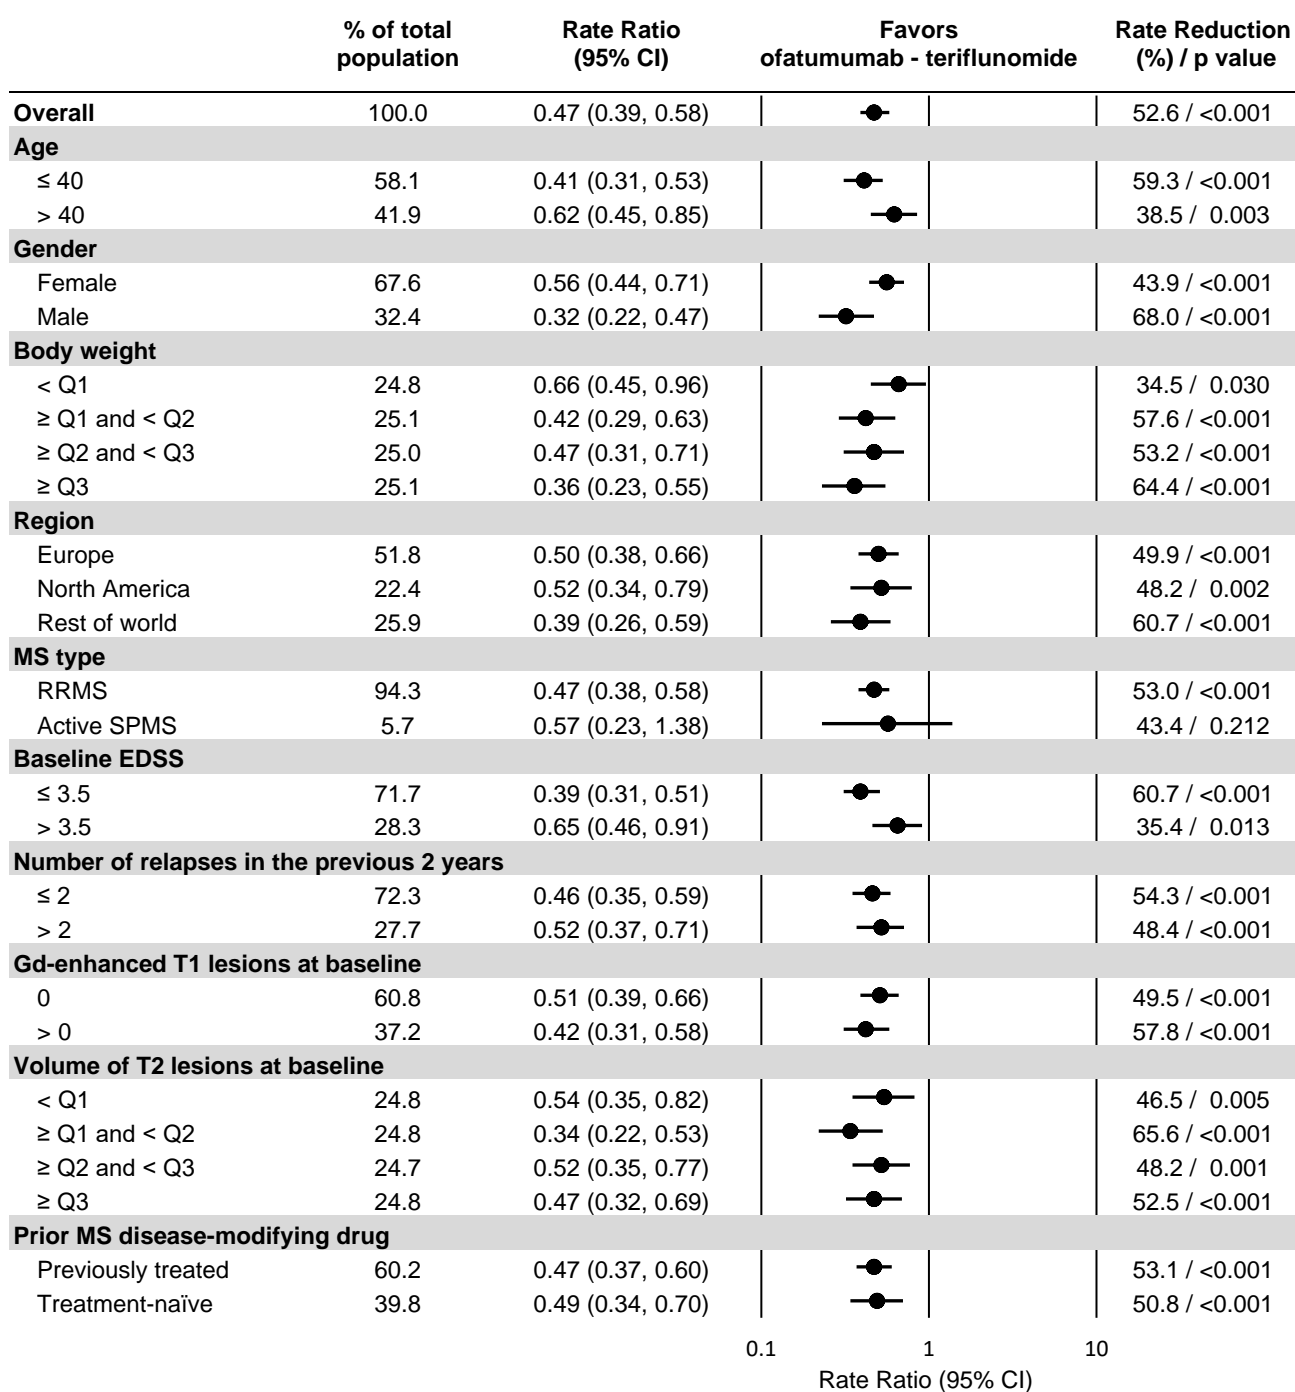 % of total population Rate Ratio (95% CI) Favors ofatumumab - teriflunomide Rate Reduction (%) / p value
Overall 100.0 0.47 (0.39, 0.58) 52.6 / <0.001
Age
≤ 40 58.1 0.41 (0.31, 0.53) 59.3 / <0.001
> 40 41.9 0.62 (0.45, 0.85) 38.5 / 0.003
Gender
Female 67.6 0.56 (0.44, 0.71) 43.9 / <0.001
Male 32.4 0.32 (0.22, 0.47) 68.0 / <0.001
Body weight
< Q1 24.8 0.66 (0.45, 0.96) 34.5 / 0.030
≥ Q1 and < Q2 25.1 0.42 (0.29, 0.63) 57.6 / <0.001
≥ Q2 and < Q3 25.0 0.47 (0.31, 0.71) 53.2 / <0.001
≥ Q3 25.1 0.36 (0.23, 0.55) 64.4 / <0.001
Region
Europe 51.8 0.50 (0.38, 0.66) 49.9 / <0.001
North America 22.4 0.52 (0.34, 0.79) 48.2 / 0.002
Rest of world 25.9 0.39 (0.26, 0.59) 60.7 / <0.001
MS type
RRMS 94.3 0.47 (0.38, 0.58) 53.0 / <0.001
Active SPMS 5.7 0.57 (0.23, 1.38) 43.4 / 0.212
Baseline EDSS
≤ 3.5 71.7 0.39 (0.31, 0.51) 60.7 / <0.001
> 3.5 28.3 0.65 (0.46, 0.91) 35.4 / 0.013
Number of relapses in the previous 2 years
≤ 2 72.3 0.46 (0.35, 0.59) 54.3 / <0.001
> 2 27.7 0.52 (0.37, 0.71) 48.4 / <0.001
Gd-enhanced T1 lesions at baseline
0 60.8 0.51 (0.39, 0.66) 49.5 / <0.001
> 0 37.2 0.42 (0.31, 0.58) 57.8 / <0.001
Volume of T2 lesions at baseline
< Q1 24.8 0.54 (0.35, 0.82) 46.5 / 0.005
≥ Q1 and < Q2 24.8 0.34 (0.22, 0.53) 65.6 / <0.001
≥ Q2 and < Q3 24.7 0.52 (0.35, 0.77) 48.2 / 0.001
≥ Q3 24.8 0.47 (0.32, 0.69) 52.5 / <0.001
Prior MS disease-modifying drug
Previously treated 60.2 0.47 (0.37, 0.60) 53.1 / <0.001
Treatment-naïve 39.8 0.49 (0.34, 0.70) 50.8 / <0.001
0.1 1 10
Rate Ratio (95% CI)